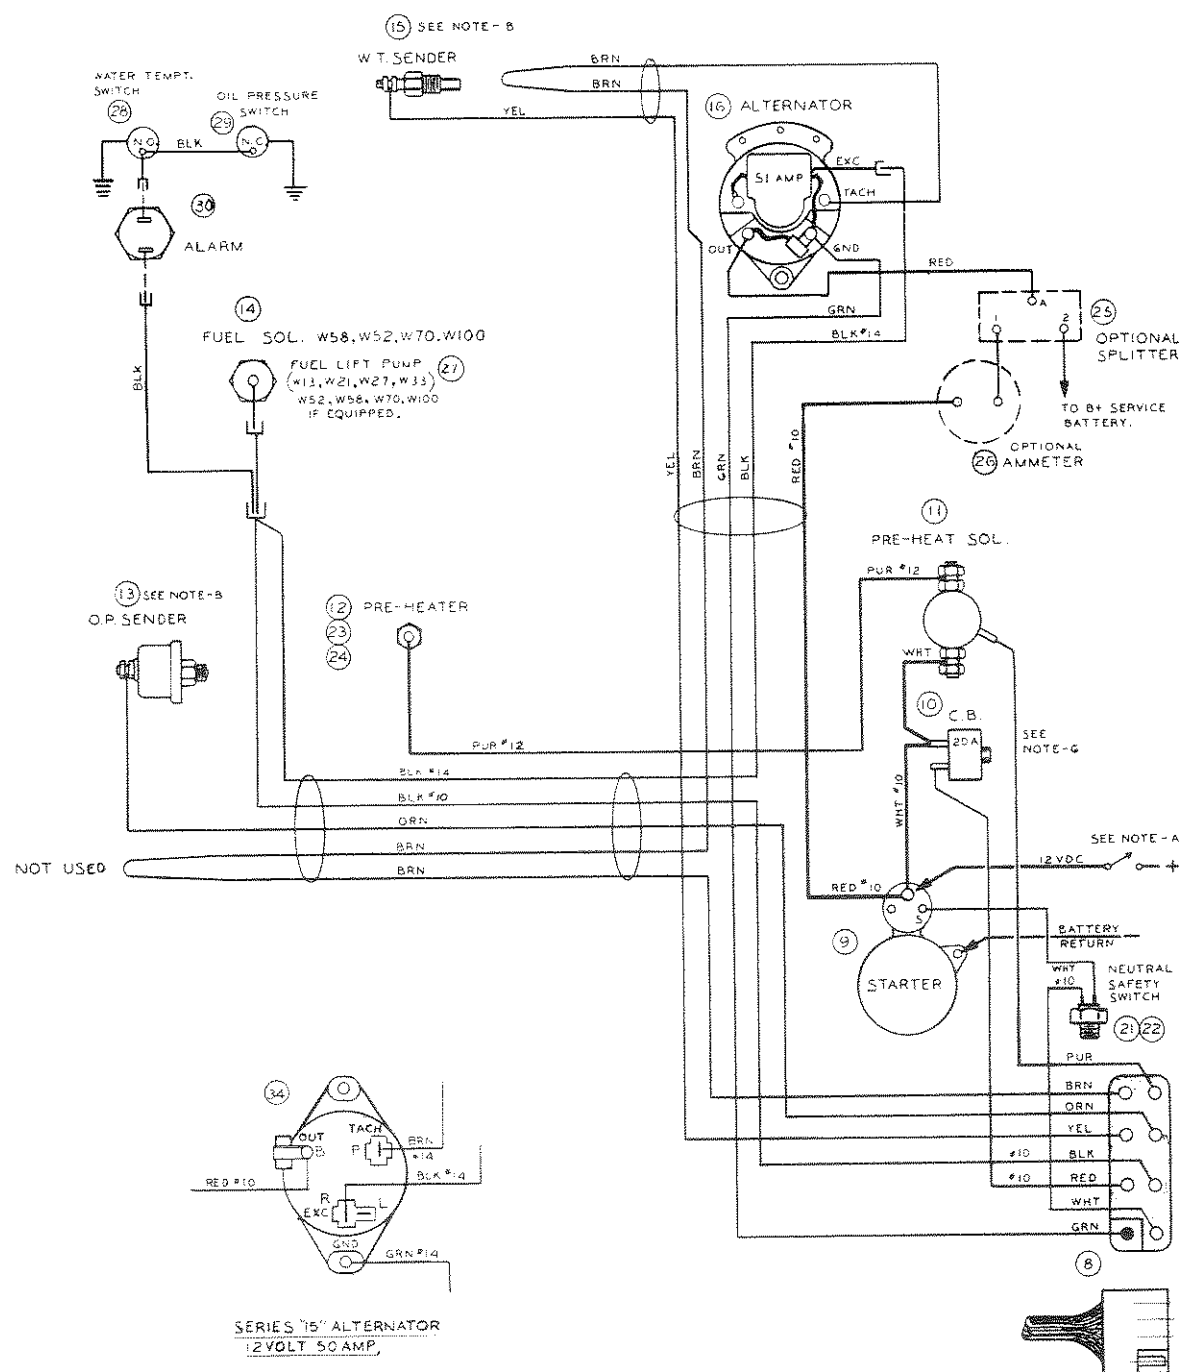 15 SEE NOTE-B
W.T. SENDER
BRN
BRN
YEL
WATER TEMPT.
SWITCH
28
OIL PRESSURE
SWITCH
29
N.O.
BLK
N.C.
16 ALTERNATOR
51 AMP
EXC
TACH
OUT
GND
30
ALARM
RED
A
1
2
25
OPTIONAL
SPLITTER
GRN
BLK #14
14
FUEL SOL. W58, W52, W70, W100
FUEL LIFT PUMP
(W13, W21, W27, W33)
27
W52, W58, W70, W100
IF EQUIPPED.
BLK
TO B+ SERVICE
BATTERY.
OPTIONAL
26 AMMETER
YEL
BRN
GRN
BLK
RED #10
11
PRE-HEAT SOL.
PUR #12
13 SEE NOTE-B
O.P. SENDER
12 PRE-HEATER
23
24
WHT
10
C.B.
20A
SEE
NOTE-G
PUR #12
BLK #14
BLK #10
ORN
BRN
BRN
NOT USED
WHT #10
SEE NOTE-A
12 VDC
+
RED #10
S
9
STARTER
BATTERY
RETURN
WHT
#10
NEUTRAL
SAFETY
SWITCH
21 22
PUR
BRN
ORN
YEL
#10 BLK
#10 RED
WHT
GRN
8
34
OUT
B
TACH
P
BRN
#14
BLK #14
RED #10
R
EXC
L
GND
GRN #14
SERIES "15" ALTERNATOR
12 VOLT 50 AMP,